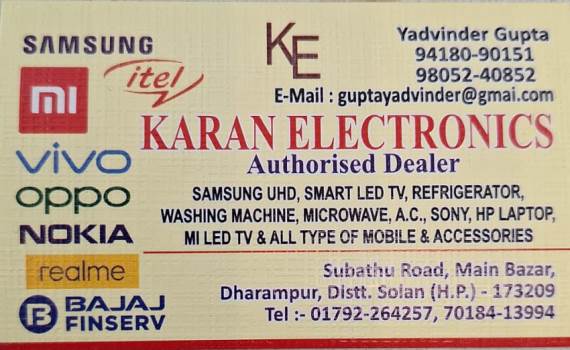 SAMSUNG
mi
itel
vivo
oppo
NOKIA
realme
B BAJAJ
FINSERV
KE
Yadvinder Gupta
94180-90151
98052-40852
E-Mail : guptayadvinder@gmai.com
KARAN ELECTRONICS
Authorised Dealer
SAMSUNG UHD, SMART LED TV, REFRIGERATOR,
WASHING MACHINE, MICROWAVE, A.C., SONY, HP LAPTOP,
MI LED TV & ALL TYPE OF MOBILE & ACCESSORIES
Subathu Road, Main Bazar,
Dharampur, Distt. Solan (H.P.) - 173209
Tel :- 01792-264257, 70184-13994